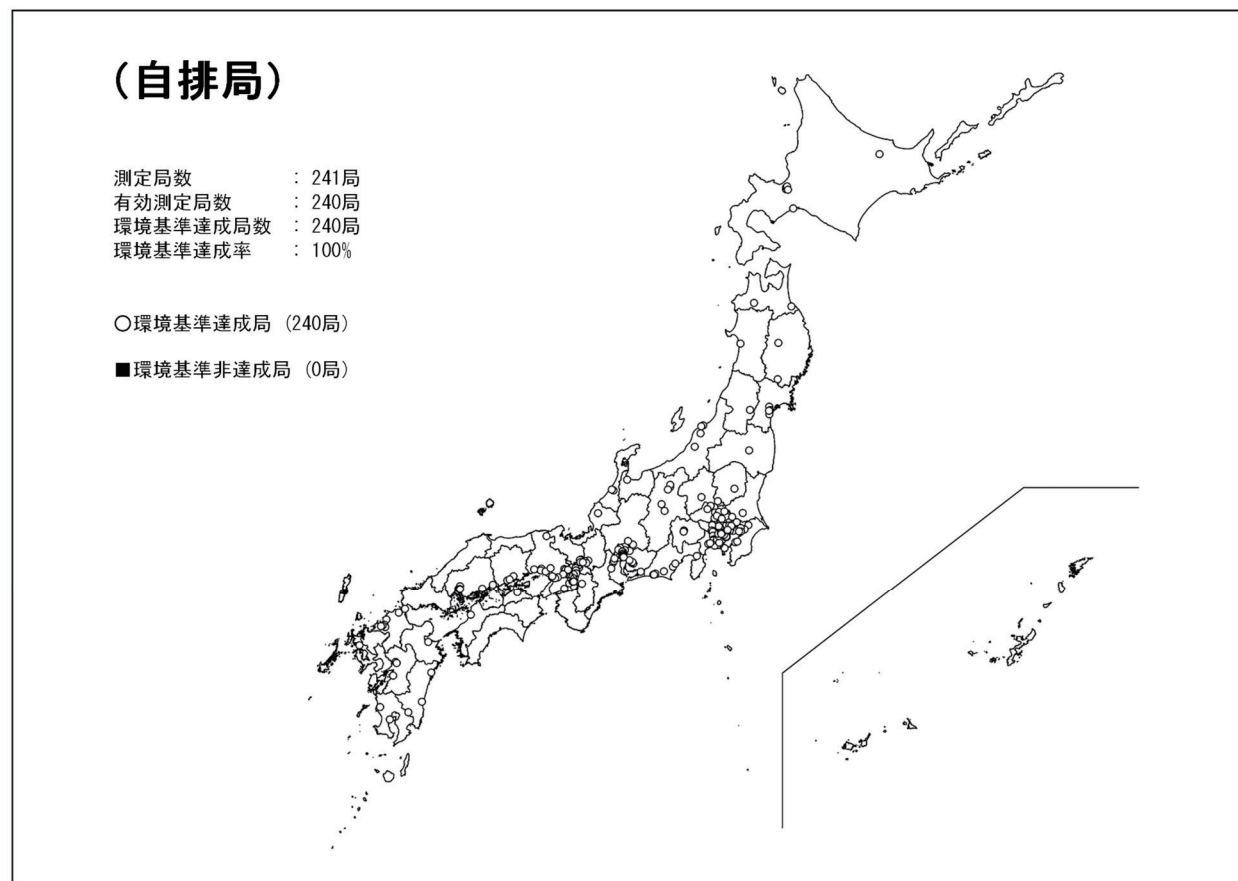 （自排局）
測定局数 ： 241局
有効測定局数 ： 240局
環境基準達成局数 ： 240局
環境基準達成率 ： 100%
○環境基準達成局（240局）
■環境基準非達成局（0局）